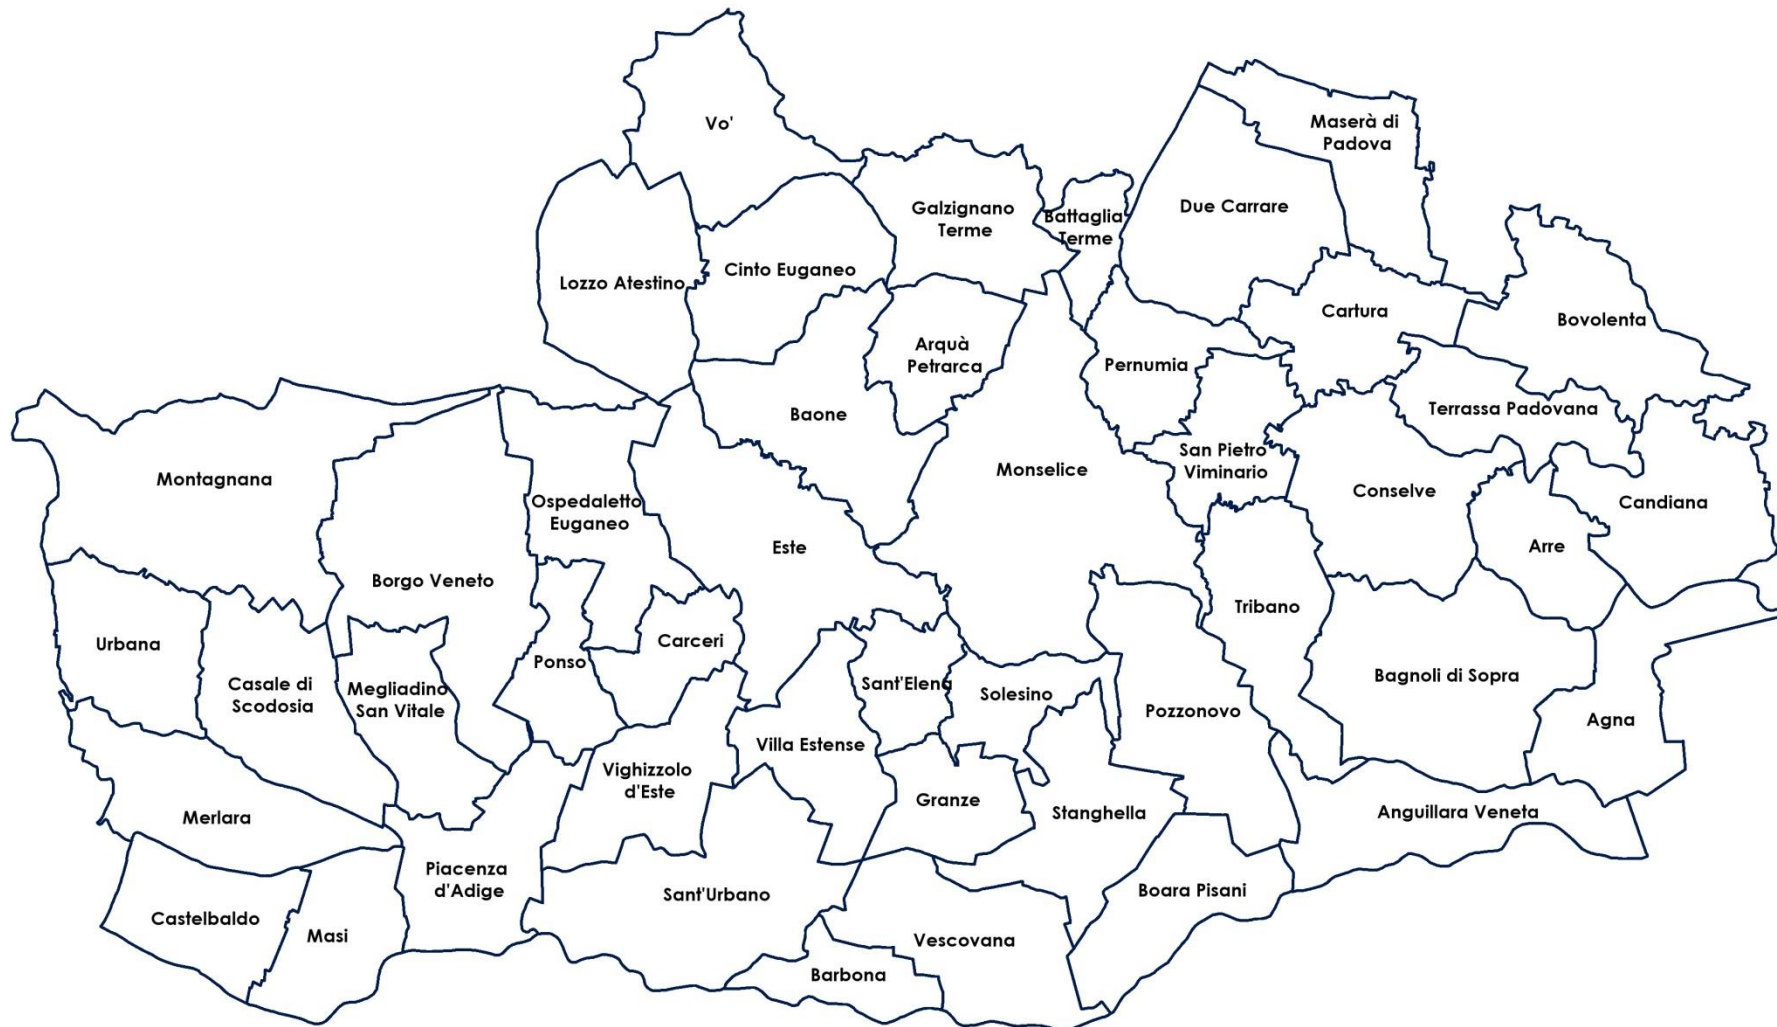 Vo'
Maserà di
Padova
Galzignano
Terme
Battaglia
Terme
Due Carrare
Lozzo Atestino
Cinto Euganeo
Cartura
Bovolenta
Arquà
Petrarca
Pernumia
Baone
Terrassa Padovana
Montagnana
Monselice
San Pietro
Viminario
Conselve
Candiana
Ospedaletto
Euganeo
Este
Arre
Borgo Veneto
Tribano
Urbana
Carceri
Ponso
Casale di
Scodosia
Megliadino
San Vitale
Sant'Elena
Solesino
Bagnoli di Sopra
Pozzonovo
Agna
Villa Estense
Vighizzolo
d'Este
Granze
Stanghella
Anguillara Veneta
Merlara
Piacenza
d'Adige
Sant'Urbano
Boara Pisani
Castelbaldo
Masi
Vescovana
Barbona